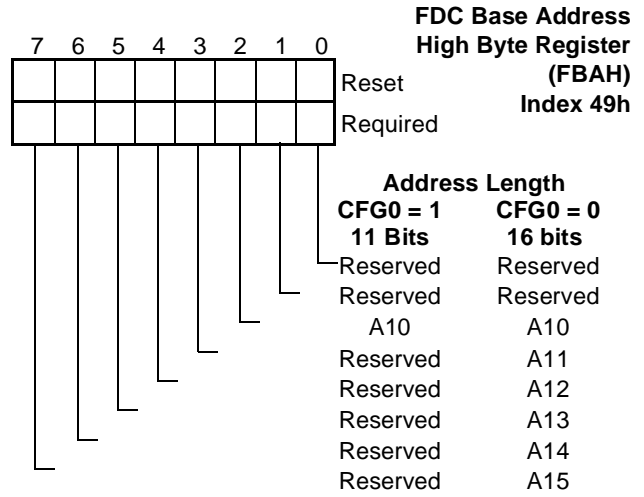 FDC Base Address
High Byte Register
(FBAH)
Index 49h
7 6 5 4 3 2 1 0
Reset
Required
Address Length
CFG0 = 1 CFG0 = 0
11 Bits 16 bits
Reserved Reserved
Reserved Reserved
A10 A10
Reserved A11
Reserved A12
Reserved A13
Reserved A14
Reserved A15